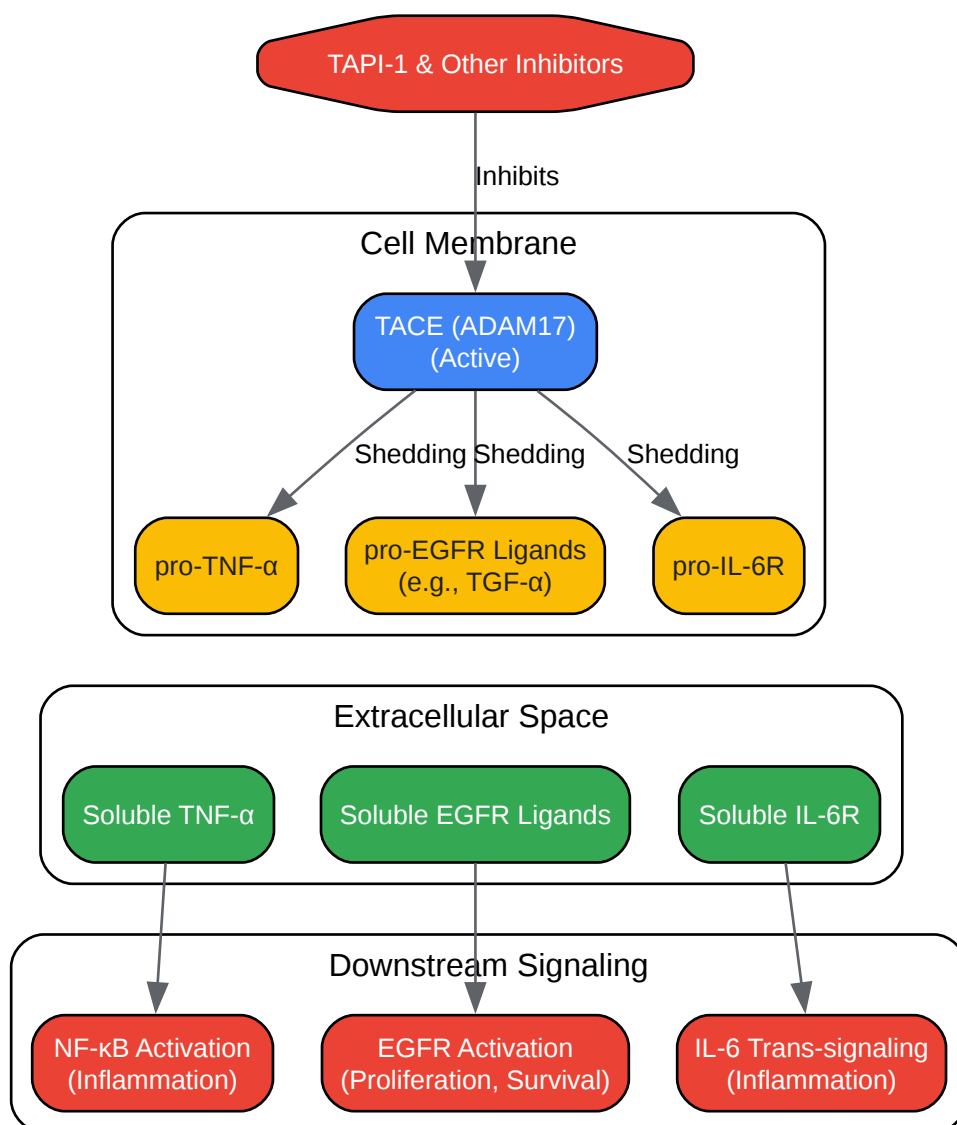 TAPI-1 & Other Inhibitors
Inhibits
Cell Membrane
TACE (ADAM17)
(Active)
Shedding
Shedding
Shedding
pro-TNF-α
pro-EGFR Ligands
(e.g., TGF-α)
pro-IL-6R
Extracellular Space
Soluble TNF-α
Soluble EGFR Ligands
Soluble IL-6R
Downstream Signaling
NF-κB Activation
(Inflammation)
EGFR Activation
(Proliferation, Survival)
IL-6 Trans-signaling
(Inflammation)